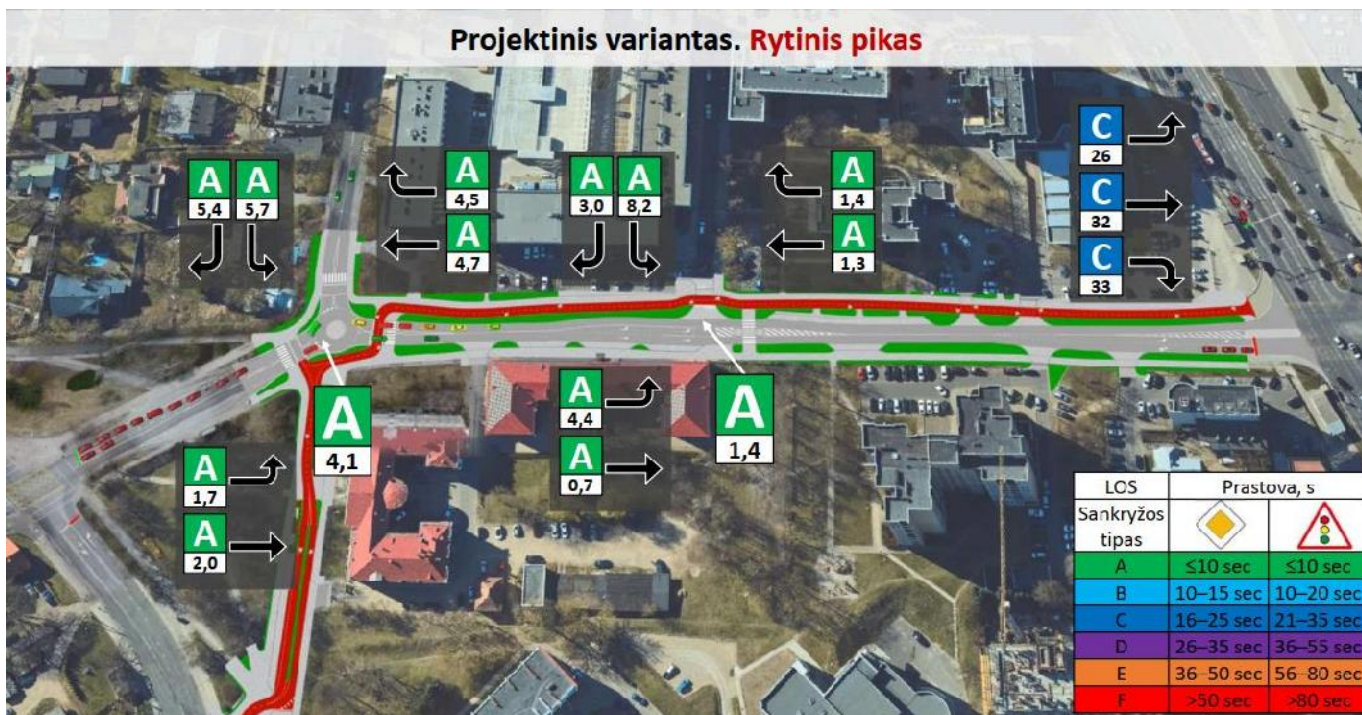 Projektinis variantas. Rytinis pikas
A A
5,4 5,7
A
4,5
A
4,7
A A
3,0 8,2
A
1,4
A
1,3
C
26
C
32
C
33
A
4,1
A
1,7
A
2,0
A
4,4
A
0,7
A
1,4
LOS Prastova, s
Sankryžos
tipas
A ≤10 sec ≤10 sec
B 10–15 sec 10–20 sec
C 16–25 sec 21–35 sec
D 26–35 sec 36–55 sec
E 36–50 sec 56–80 sec
F >50 sec >80 sec